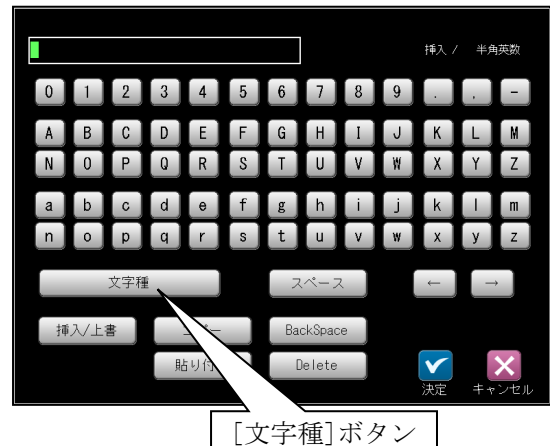 挿入 / 半角英数
0 1 2 3 4 5 6 7 8 9 . , -
A B C D E F G H I J K L M
N O P Q R S T U V W X Y Z
a b c d e f g h i j k l m
n o p q r s t u v w x y z
文字種 スペース ← →
挿入/上書 BackSpace
貼り付 Delete
決定 キャンセル
[文字種]ボタン